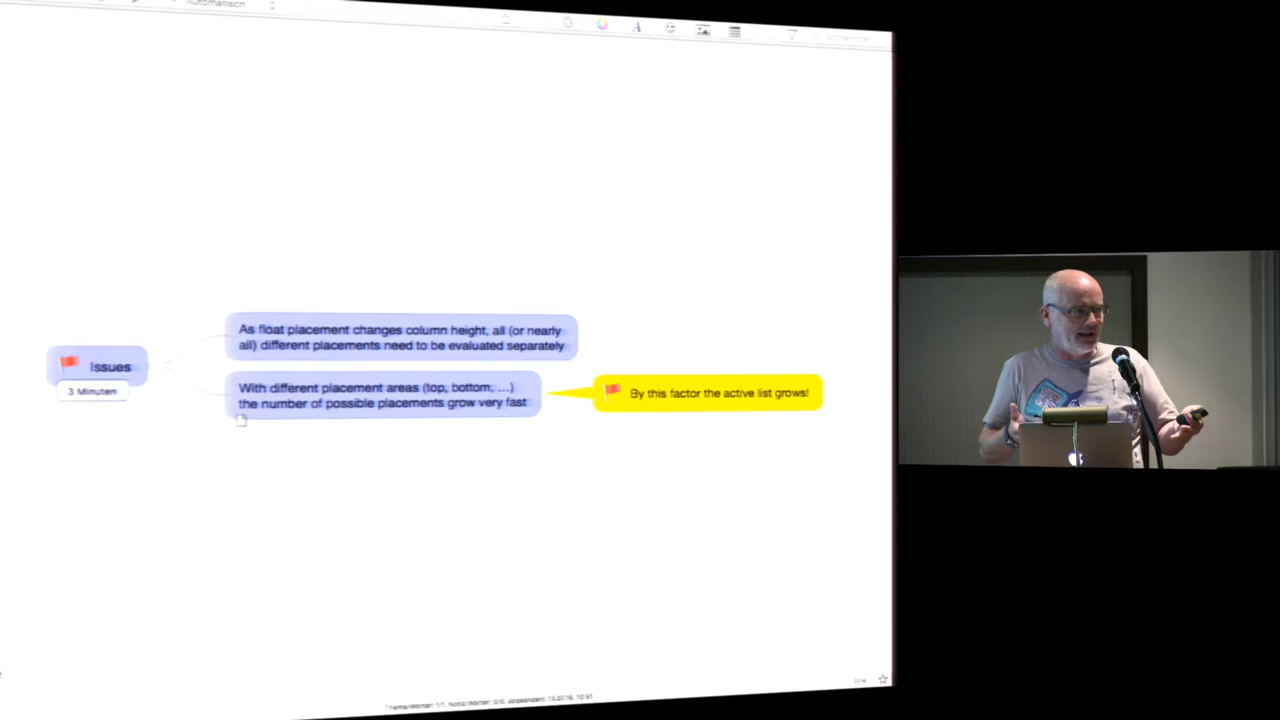 Automatisch
As float placement changes column height, all (or nearly
all) different placements need to be evaluated separately
Issues
3 Minuten
With different placement areas (top, bottom, ...)
the number of possible placements grow very fast
By this factor the active list grows!